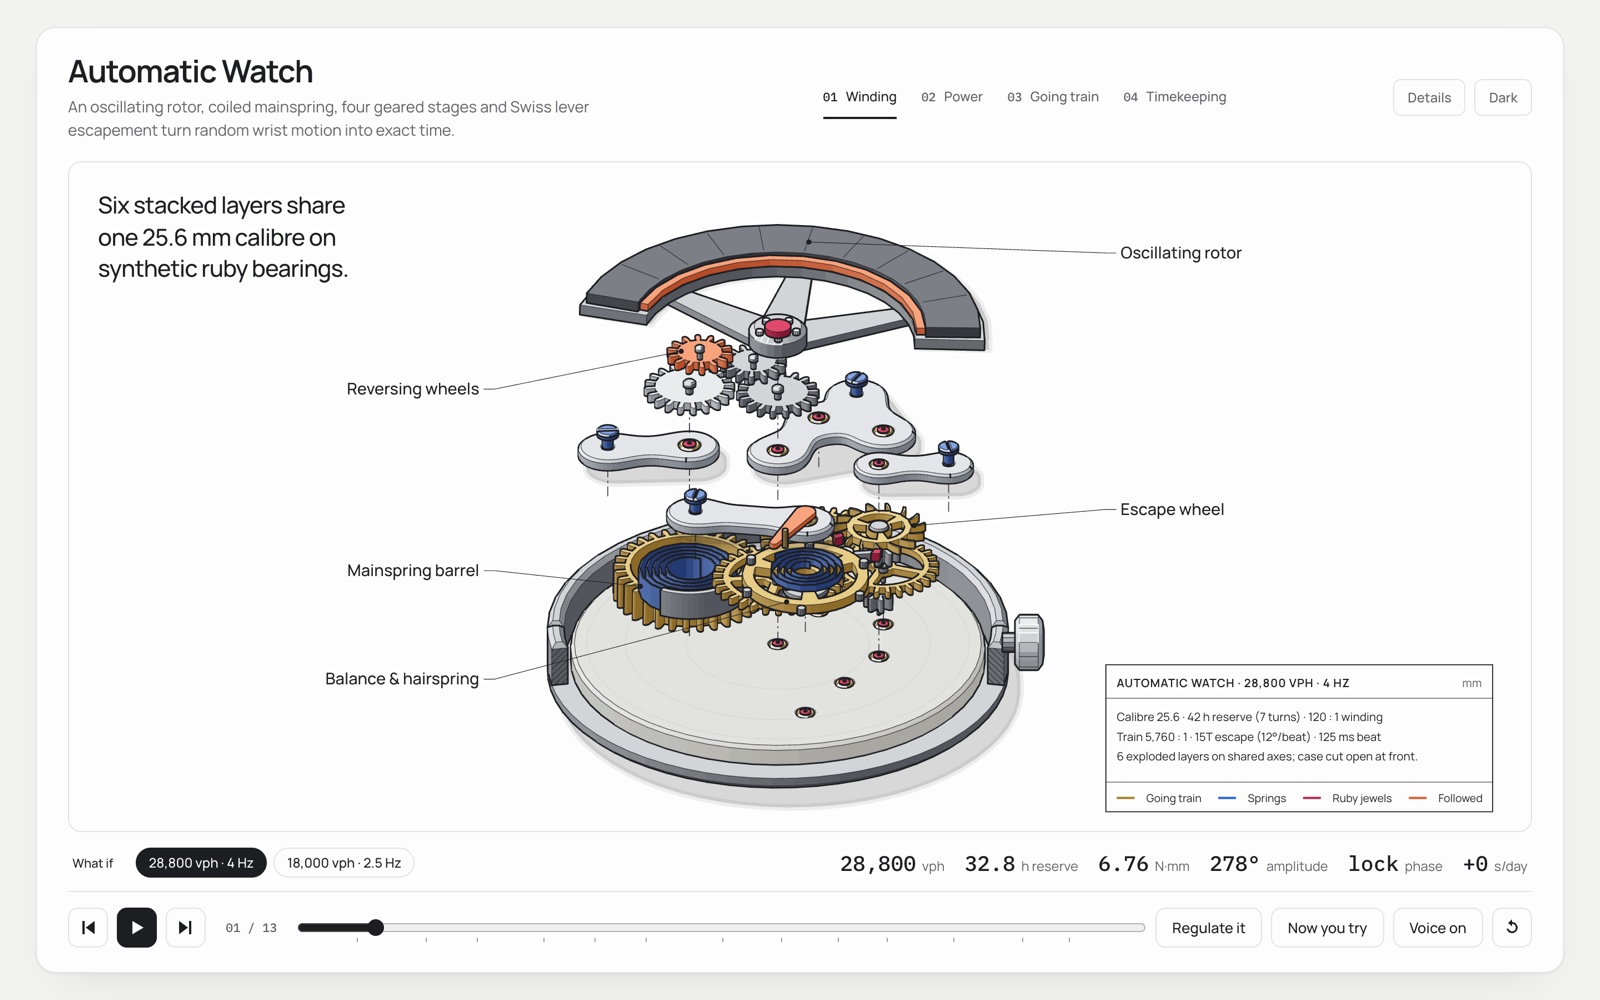 Automatic Watch
An oscillating rotor, coiled mainspring, four geared stages and Swiss lever
escapement turn random wrist motion into exact time.
01 Winding
02 Power
03 Going train
04 Timekeeping
Details
Dark
Six stacked layers share
one 25.6 mm calibre on
synthetic ruby bearings.
Oscillating rotor
Reversing wheels
Escape wheel
Mainspring barrel
Balance & hairspring
AUTOMATIC WATCH · 28,800 VPH · 4 HZ mm
Calibre 25.6 · 42 h reserve (7 turns) · 120 : 1 winding
Train 5,760 : 1 · 15T escape (12°/beat) · 125 ms beat
6 exploded layers on shared axes; case cut open at front.
Going train Springs Ruby jewels Followed
What if
28,800 vph · 4 Hz
18,000 vph · 2.5 Hz
28,800 vph
32.8 h reserve
6.76 N·mm
278° amplitude
lock phase
+0 s/day
01 / 13
Regulate it
Now you try
Voice on